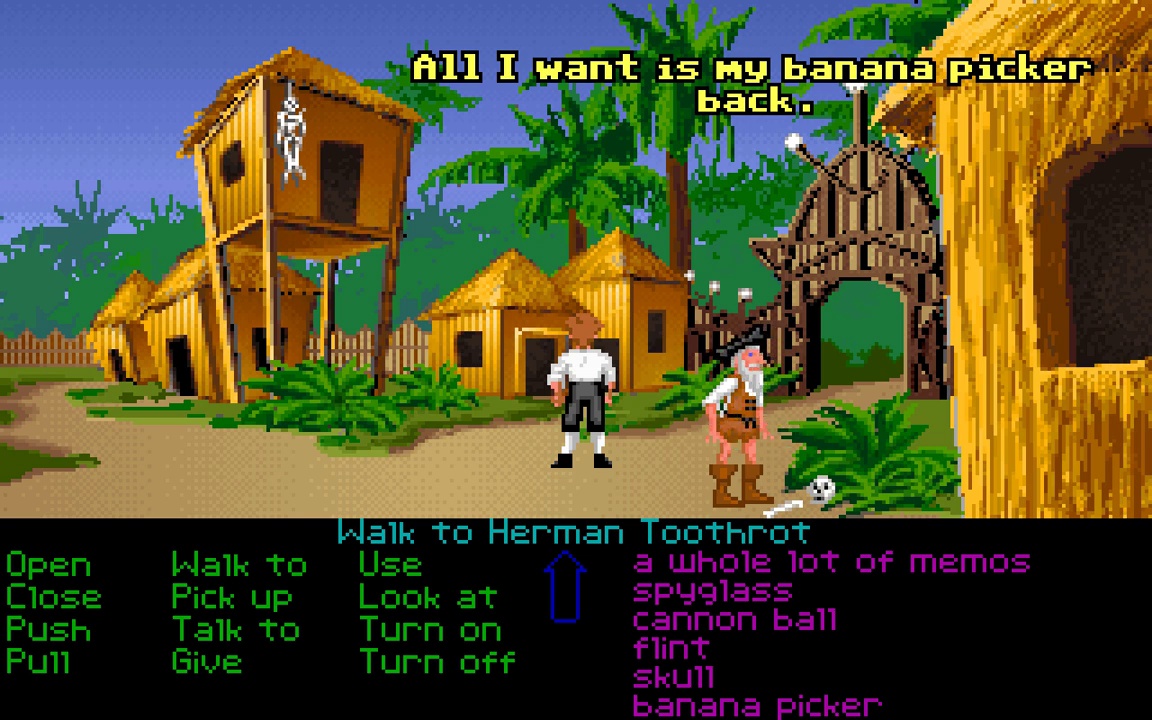 All I want is my banana picker
back.
Walk to Herman Toothrot
Open Walk to Use
Close Pick up Look at
Push Talk to Turn on
Pull Give Turn off
a whole lot of memos
spyglass
cannon ball
flint
skull
banana picker